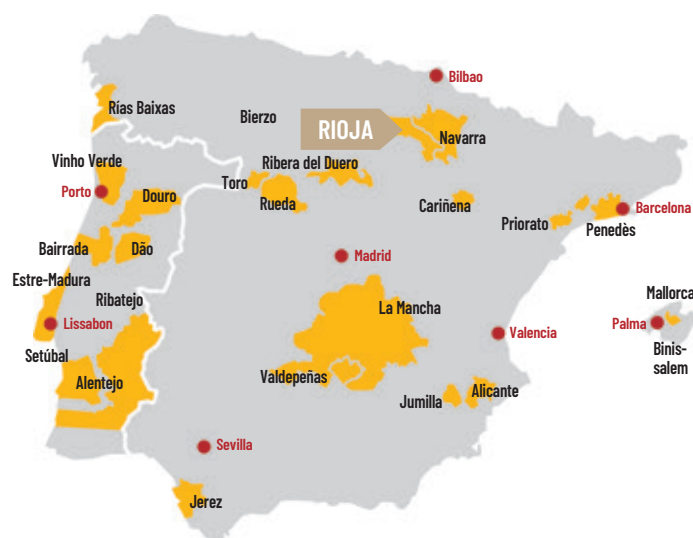 Bilbao
Rías Baixas
Bierzo
RIOJA
Navarra
Vinho Verde
Ribera del Duero
Toro
Porto
Douro
Rueda
Cariñena
Priorato
Barcelona
Penedès
Bairrada
Dão
Madrid
Estre-Madura
Ribatejo
La Mancha
Mallorca
Lissabon
Valencia
Palma
Binis-
salem
Setúbal
Alentejo
Valdepeñas
Jumilla
Alicante
Sevilla
Jerez